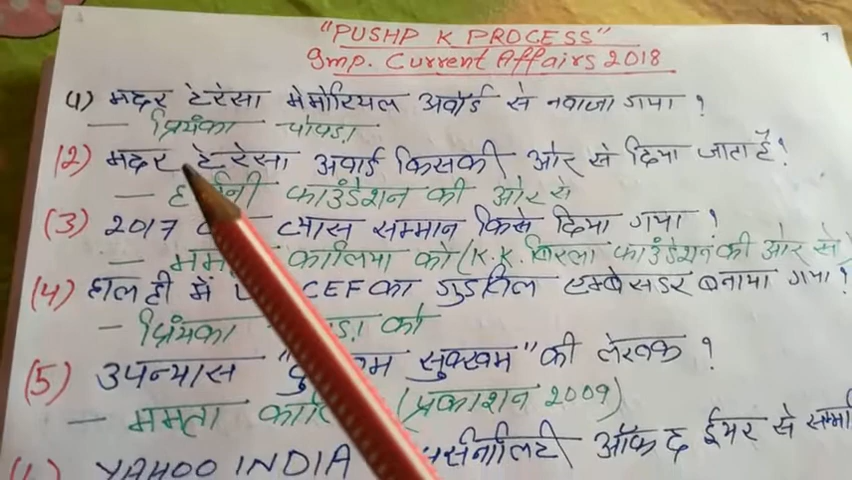 "PUSHP K PROCESS"
Imp. Current Affairs 2018
7
(1) मदर टेरेसा मेमोरियल अवॉर्ड से नवाजा गया ?
— प्रियंका चोपड़ा
(2) मदर टेरेसा अवार्ड किसकी ओर से दिया जाता है ?
— फाउंडेशन की ओर स
(3) 2017 व्यास सम्मान किसे दिया गया ?
— कालिया को (K.K. बिरला फाउंडेशन की ओर से)
(4) हाल ही में CEF का गुडविल एम्बेसडर बनाया गया ?
— प्रियंका को
(5) उपन्यास " सुक्खम" की लेखक ?
— ममता (प्रकाशन 2009)
YAHOO INDIA ऑफ द ईयर से